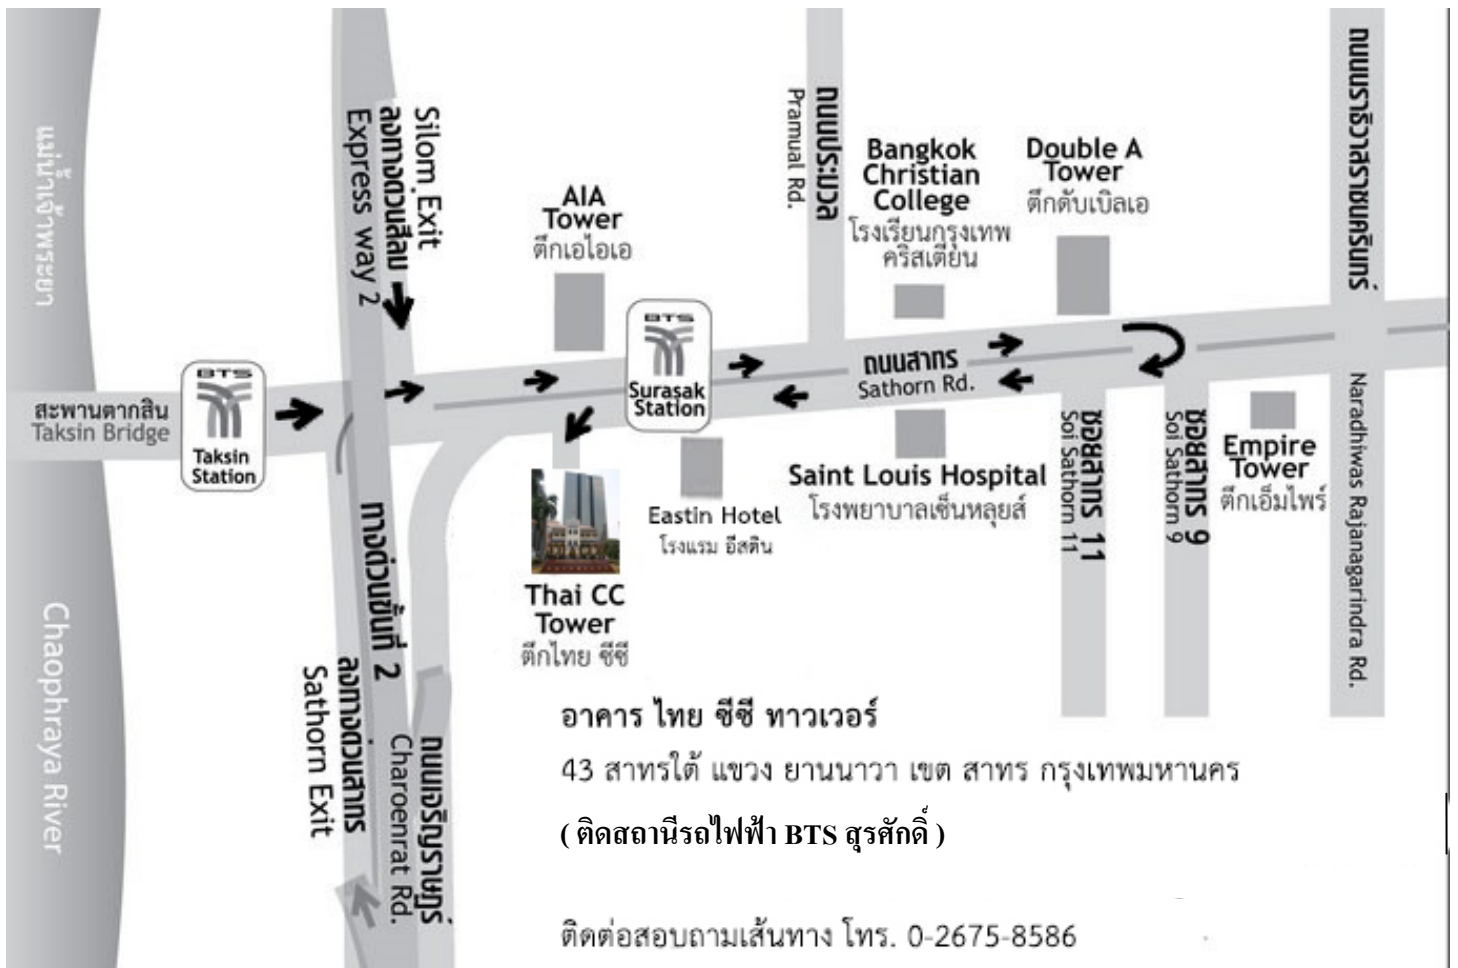 แม่น้ำเจ้าพระยา
Chaophraya River
สะพานตากสิน
Taksin Bridge
BTS
Taksin
Station
Silom Exit
ลงทางด่วนสีลม
Express way 2
ทางด่วนขั้นที่ 2
ลงทางด่วนสาทร
Sathorn Exit
ถนนเจริญราษฎร์
Charoenrat Rd.
AIA
Tower
ตึกเอไอเอ
BTS
Surasak
Station
ถนนประมวล
Pramual Rd.
Bangkok
Christian
College
โรงเรียนกรุงเทพ
คริสเตียน
Double A
Tower
ตึกดับเบิลเอ
ถนนนราธิวาสราชนครินทร์
Naradhiwas Rajanagarindra Rd.
ถนนสาทร
Sathorn Rd.
Thai CC
Tower
ตึกไทย ซีซี
Eastin Hotel
โรงแรม อีสติน
Saint Louis Hospital
โรงพยาบาลเซ็นหลุยส์
ซอยสาทร 11
Soi Sathorn 11
ซอยสาทร 9
Soi Sathorn 9
Empire
Tower
ตึกเอ็มไพร์
อาคาร ไทย ซีซี ทาวเวอร์
43 สาทรใต้ แขวง ยานนาวา เขต สาทร กรุงเทพมหานคร
( ติดสถานีรถไฟฟ้า BTS สุรศักดิ์ )
ติดต่อสอบถามเส้นทาง โทร. 0-2675-8586